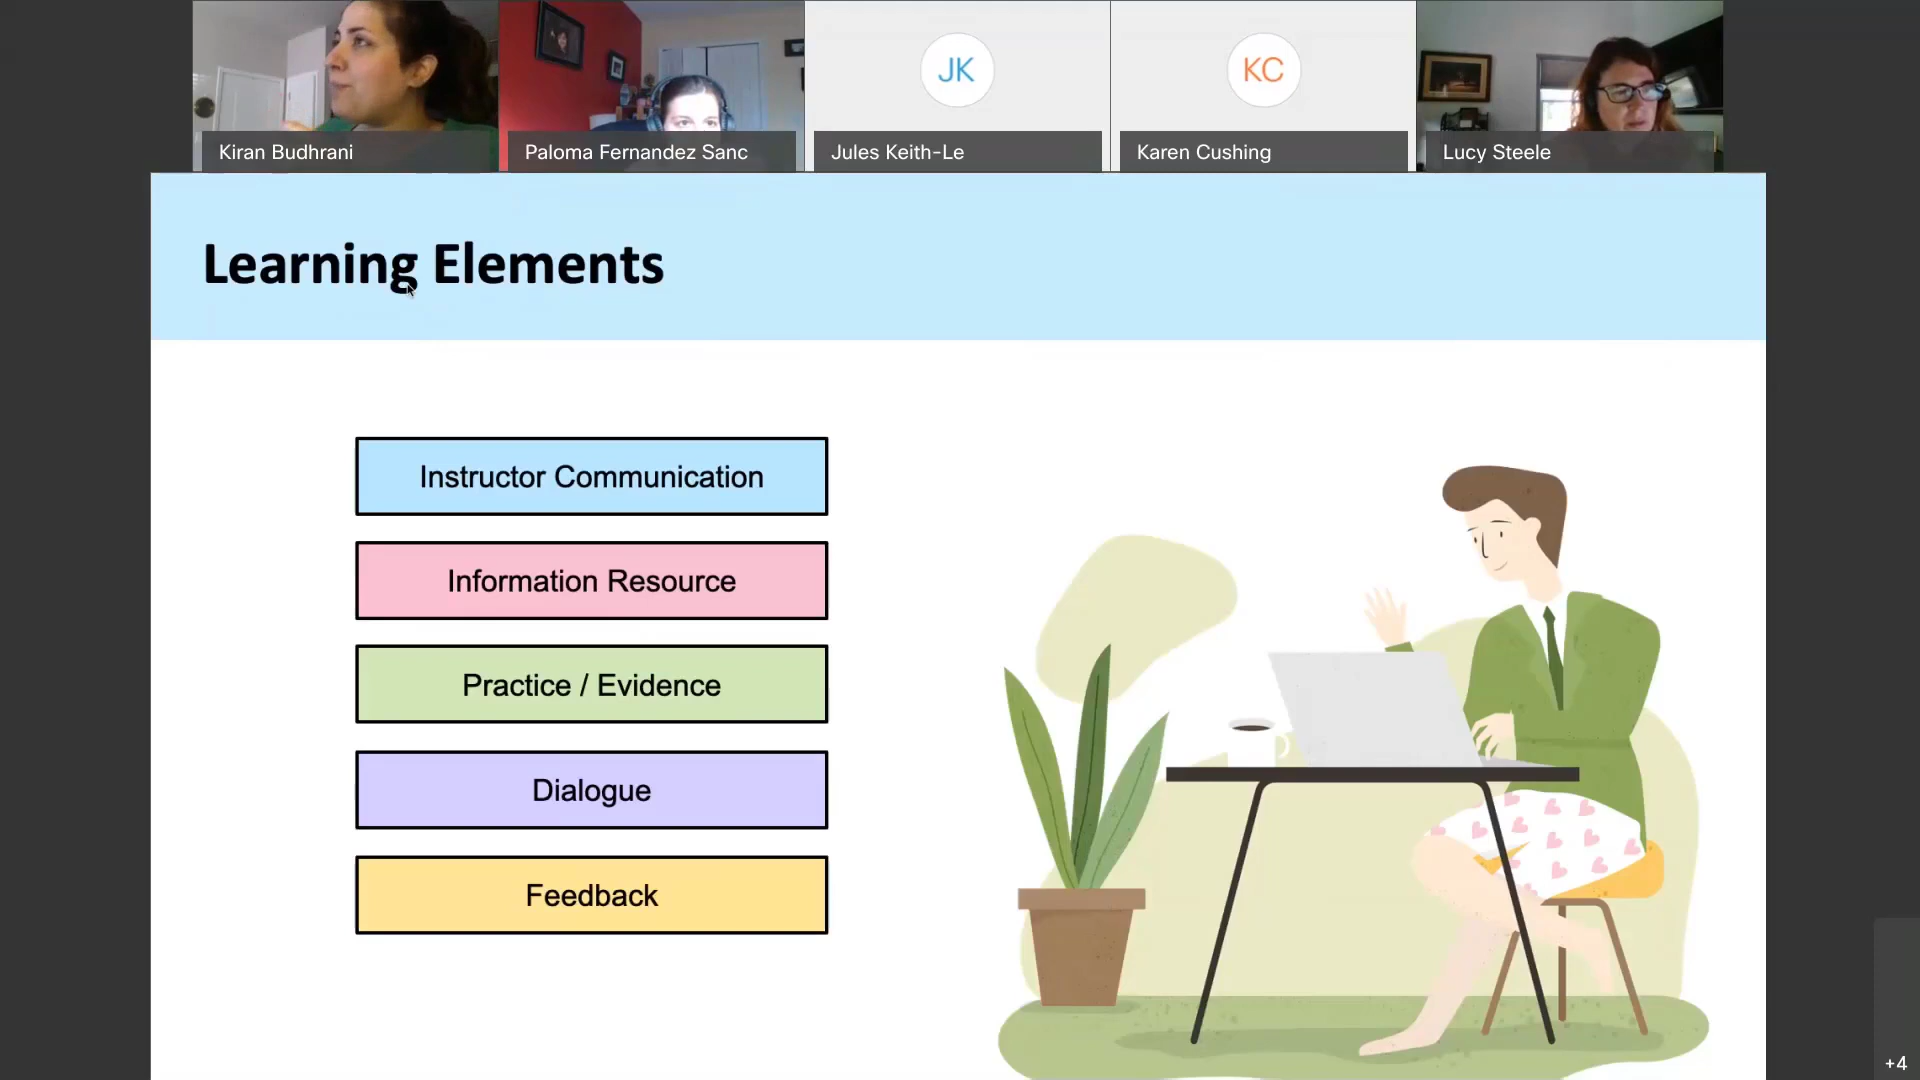 JK
KC
Kiran Budhrani
Paloma Fernandez Sanc
Jules Keith-Le
Karen Cushing
Lucy Steele
Learning Elements
Instructor Communication
Information Resource
Practice / Evidence
Dialogue
Feedback
+4